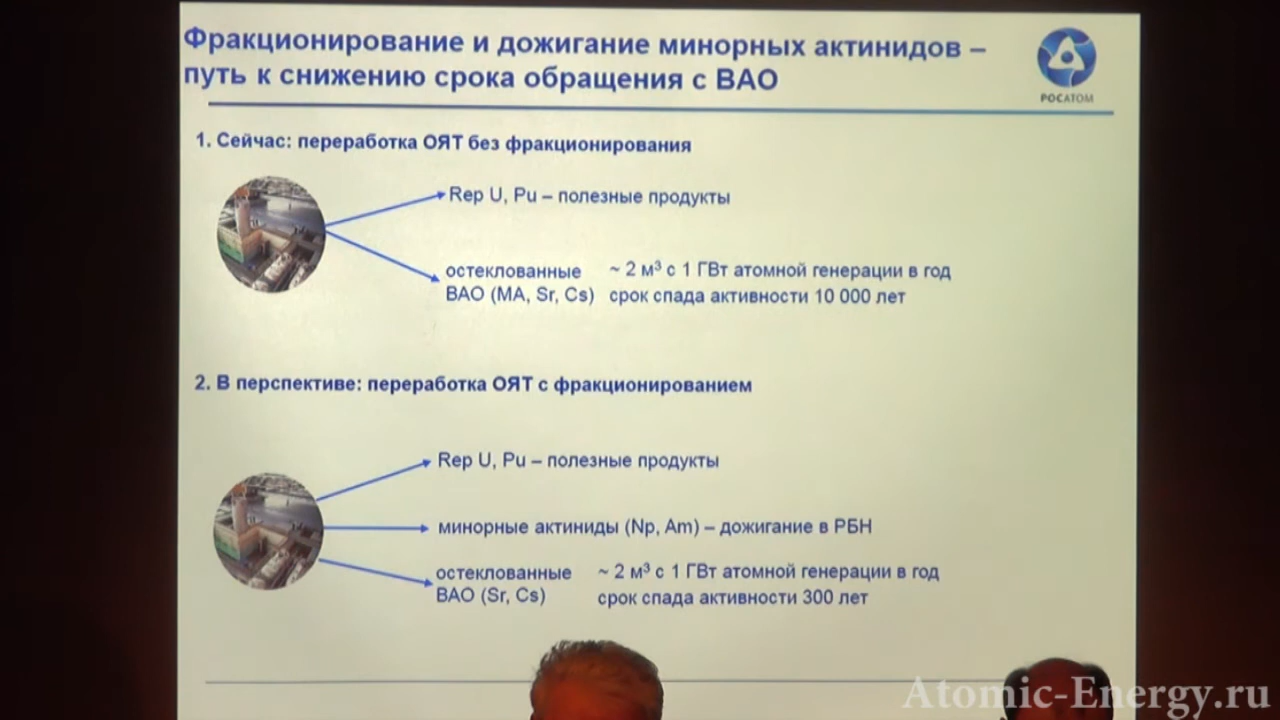 Фракционирование и дожигание минорных актинидов –
путь к снижению срока обращения с ВАО
РОСАТОМ
1. Сейчас: переработка ОЯТ без фракционирования
Rep U, Pu – полезные продукты
остеклованные ~ 2 м³ с 1 ГВт атомной генерации в год
ВАО (МА, Sr, Cs) срок спада активности 10 000 лет
2. В перспективе: переработка ОЯТ с фракционированием
Rep U, Pu – полезные продукты
минорные актиниды (Np, Am) – дожигание в РБН
остеклованные ~ 2 м³ с 1 ГВт атомной генерации в год
ВАО (Sr, Cs) срок спада активности 300 лет
Atomic-Energy.ru